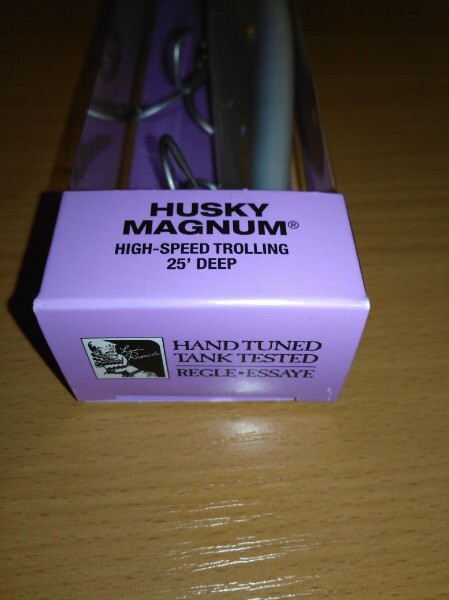 HUSKY
MAGNUM®
HIGH-SPEED TROLLING
25' DEEP
HAND TUNED
TANK TESTED
REGLE • ESSAYE